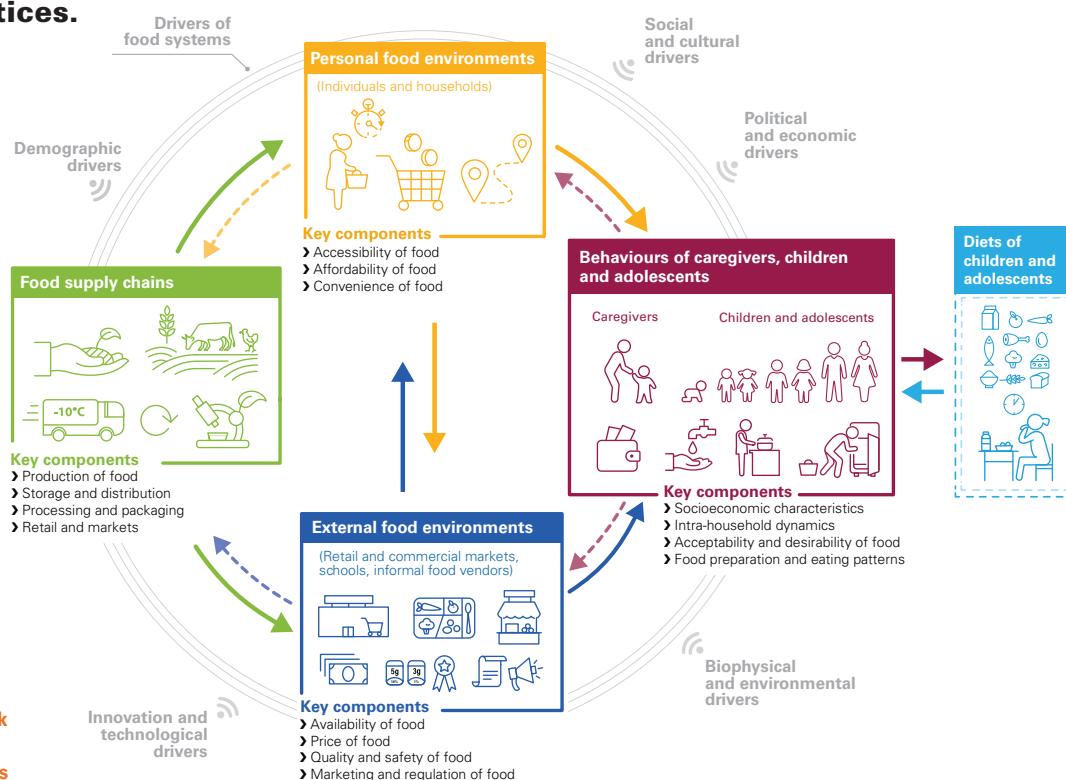 tices.
Drivers of
food systems
Social
and cultural
drivers
Political
and economic
drivers
Demographic
drivers
Personal food environments
(Individuals and households)
Key components
❯ Accessibility of food
❯ Affordability of food
❯ Convenience of food
Food supply chains
-10°C
Key components
❯ Production of food
❯ Storage and distribution
❯ Processing and packaging
❯ Retail and markets
Behaviours of caregivers, children
and adolescents
Caregivers
Children and adolescents
Key components
❯ Socioeconomic characteristics
❯ Intra-household dynamics
❯ Acceptability and desirability of food
❯ Food preparation and eating patterns
Diets of
children and
adolescents
External food environments
(Retail and commercial markets,
schools, informal food vendors)
5g
3g
Key components
❯ Availability of food
❯ Price of food
❯ Quality and safety of food
❯ Marketing and regulation of food
Biophysical
and environmental
drivers
Innovation and
technological
drivers
k
s